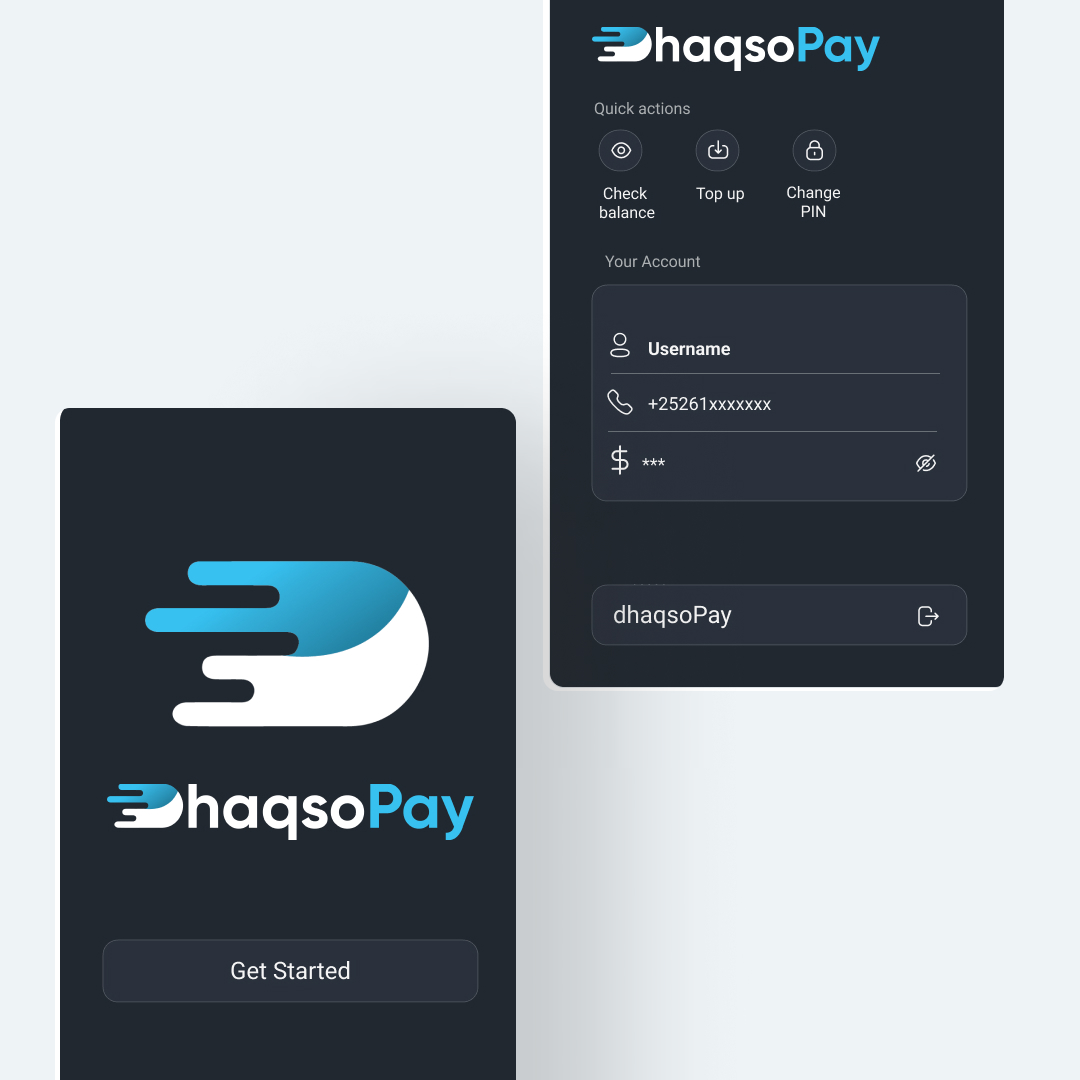 DhaqsoPay
Quick actions
Check
balance
Top up
Change
PIN
Your Account
Username
+25261xxxxxxx
$ ***
dhaqsoPay
DhaqsoPay
Get Started